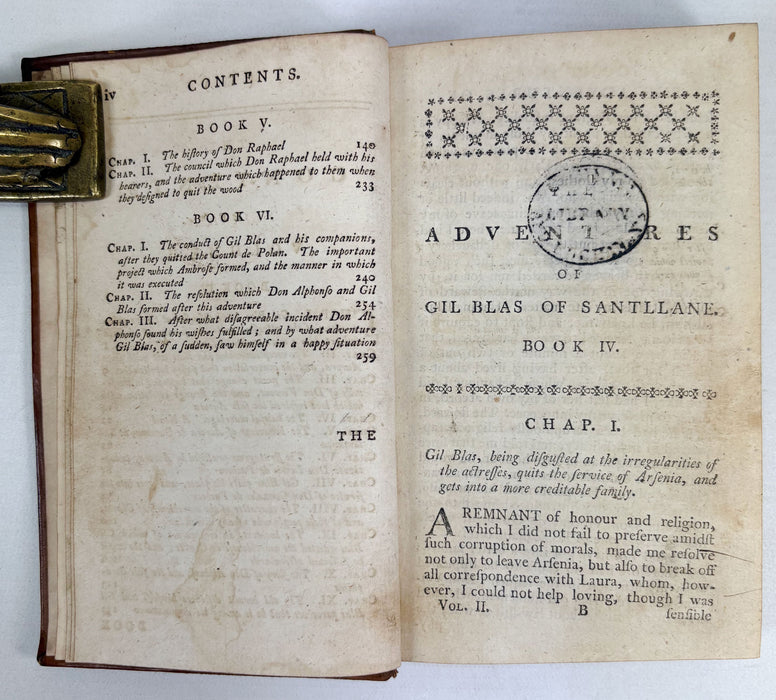 iv
CONTENTS.
BOOK V.
CHAP. I. The hiſtory of Don Raphael 140
CHAP. II. The council which Don Raphael held with his
hearers, and the adventure which happened to them when
they deſigned to quit the wood 233
BOOK VI.
CHAP. I. The conduct of Gil Blas and his companions,
after they quitted the Count de Polan. The important
project which Ambroſe formed, and the manner in which
it was executed 240
CHAP. II. The reſolution which Don Alphonſo and Gil
Blas formed after this adventure 254
CHAP. III. After what diſagreeable incident Don Al-
phonſo found his wiſhes fulfilled; and by what adventure
Gil Blas, of a ſudden, ſaw himſelf in a happy ſituation
259
THE
LIBRARY
ADVENTURES
OF
GIL BLAS OF SANTLLANE.
BOOK IV.
CHAP. I.
Gil Blas, being diſguſted at the irregularities of
the actreſſes, quits the ſervice of Arſenia, and
gets into a more creditable family.
A REMNANT of honour and religion,
which I did not fail to preſerve amidſt
ſuch corruption of morals, made me reſolve
not only to leave Arſenia, but alſo to break off
all correſpondence with Laura, whom, how-
ever, I could not help loving, though I was
VOL. II. B ſenſible